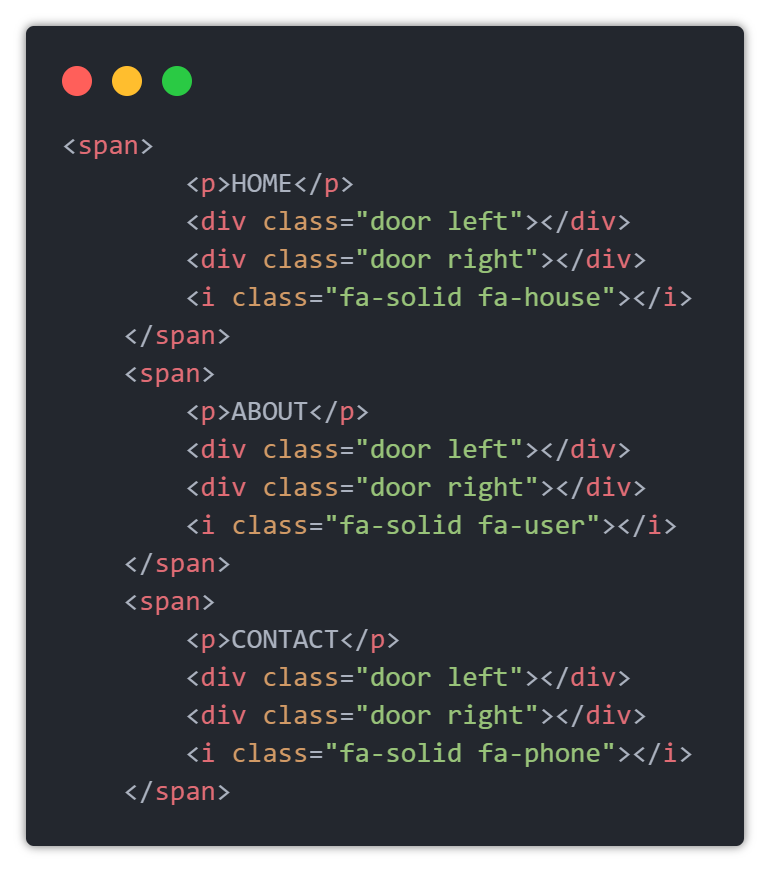 <span>
        <p>HOME</p>
        <div class="door left"></div>
        <div class="door right"></div>
        <i class="fa-solid fa-house"></i>
    </span>
    <span>
        <p>ABOUT</p>
        <div class="door left"></div>
        <div class="door right"></div>
        <i class="fa-solid fa-user"></i>
    </span>
    <span>
        <p>CONTACT</p>
        <div class="door left"></div>
        <div class="door right"></div>
        <i class="fa-solid fa-phone"></i>
    </span>